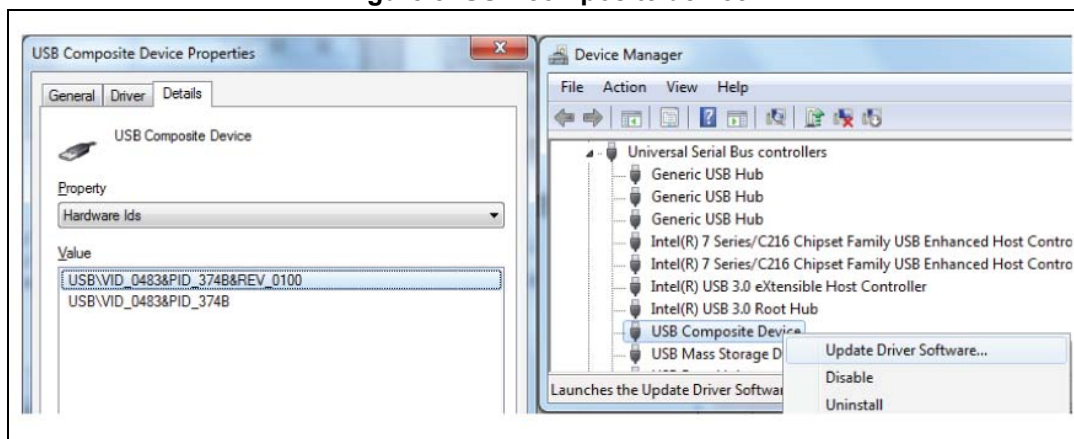 USB Composite Device Properties
General Driver Details
USB Composite Device
Property
Hardware Ids
Value
USB\VID_0483&PID_374B&REV_0100
USB\VID_0483&PID_374B
Device Manager
File Action View Help
Universal Serial Bus controllers
Generic USB Hub
Generic USB Hub
Generic USB Hub
Intel(R) 7 Series/C216 Chipset Family USB Enhanced Host Contro
Intel(R) 7 Series/C216 Chipset Family USB Enhanced Host Contro
Intel(R) USB 3.0 eXtensible Host Controller
Intel(R) USB 3.0 Root Hub
USB Composite Device
USB Mass Storage D
Launches the Update Driver Softwar
Update Driver Software...
Disable
Uninstall